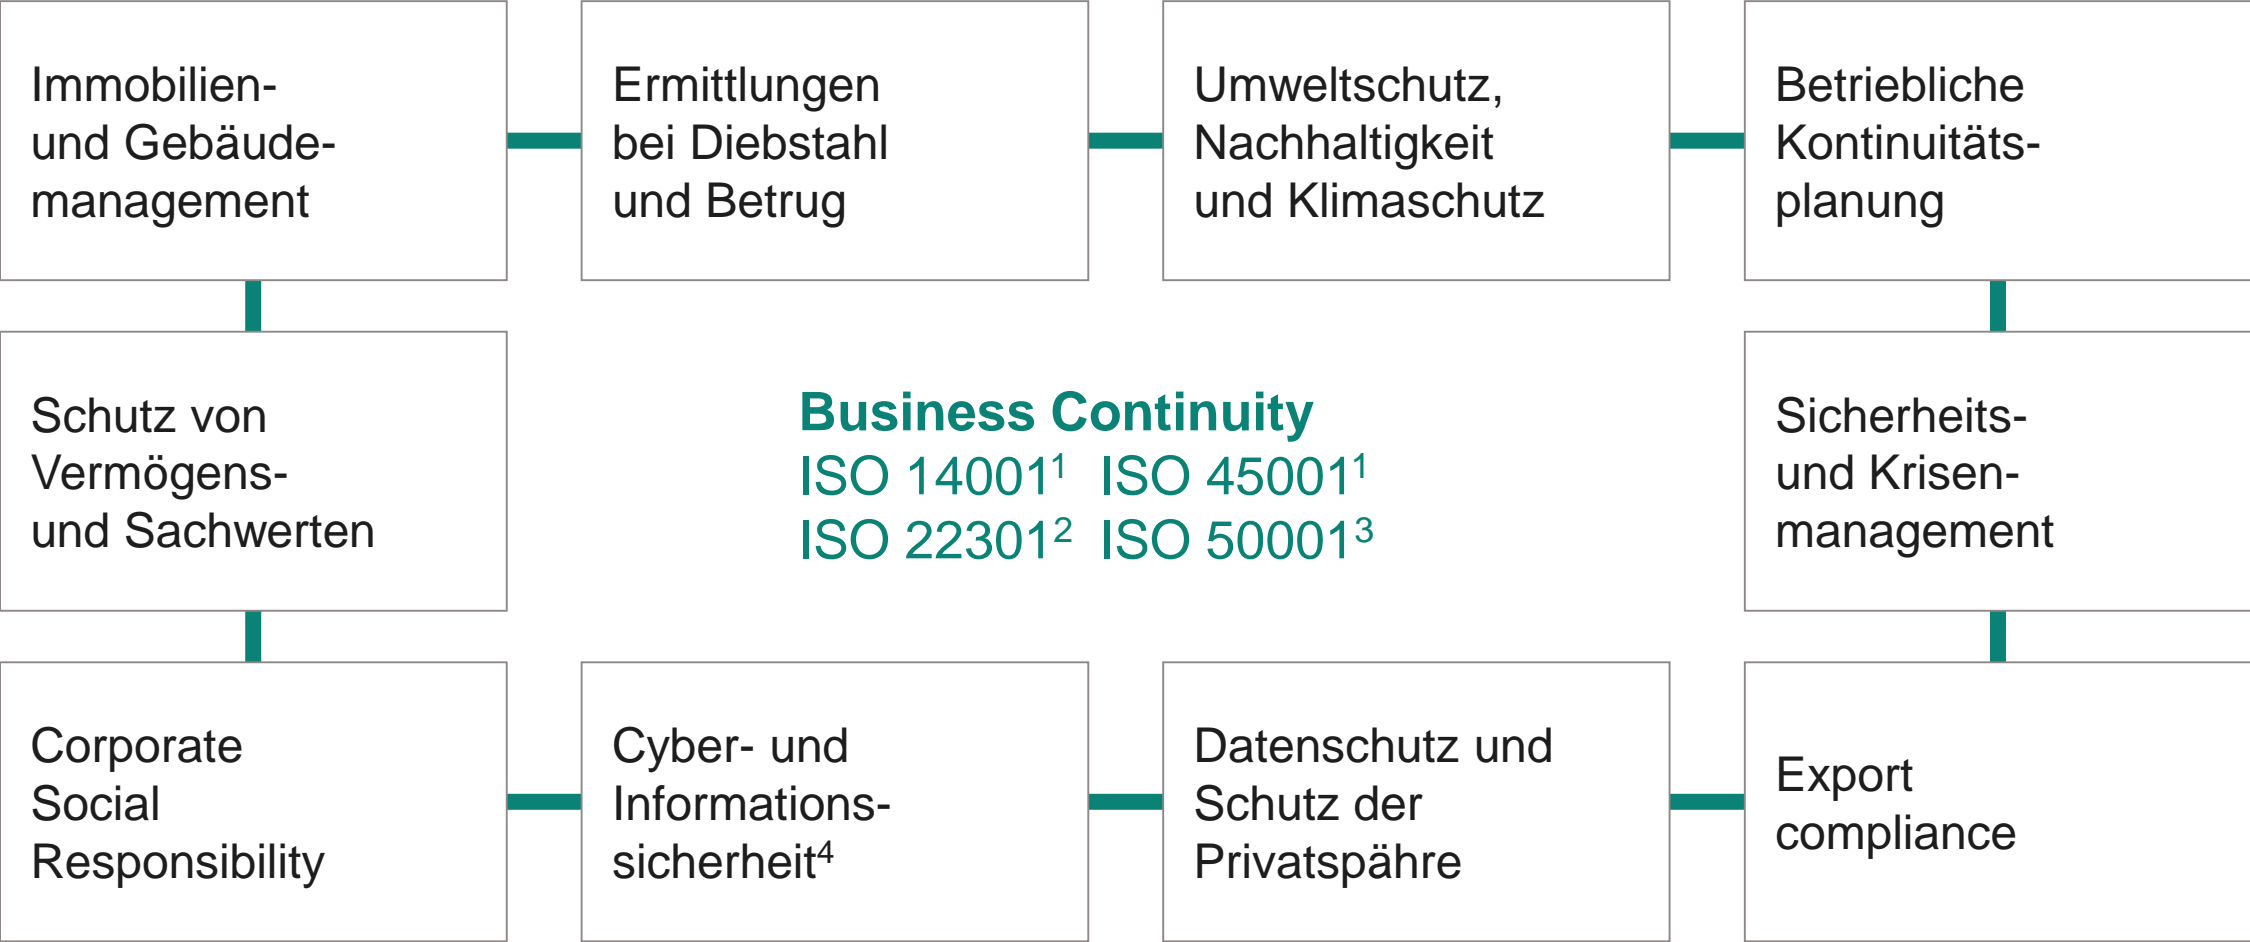 Immobilien-
und Gebäude-
management
Ermittlungen
bei Diebstahl
und Betrug
Umweltschutz,
Nachhaltigkeit
und Klimaschutz
Betriebliche
Kontinuitäts-
planung
Schutz von
Vermögens-
und Sachwerten
Business Continuity
ISO 14001¹ ISO 45001¹
ISO 22301² ISO 50001³
Sicherheits-
und Krisen-
management
Corporate
Social
Responsibility
Cyber- und
Informations-
sicherheit⁴
Datenschutz und
Schutz der
Privatspähre
Export
compliance